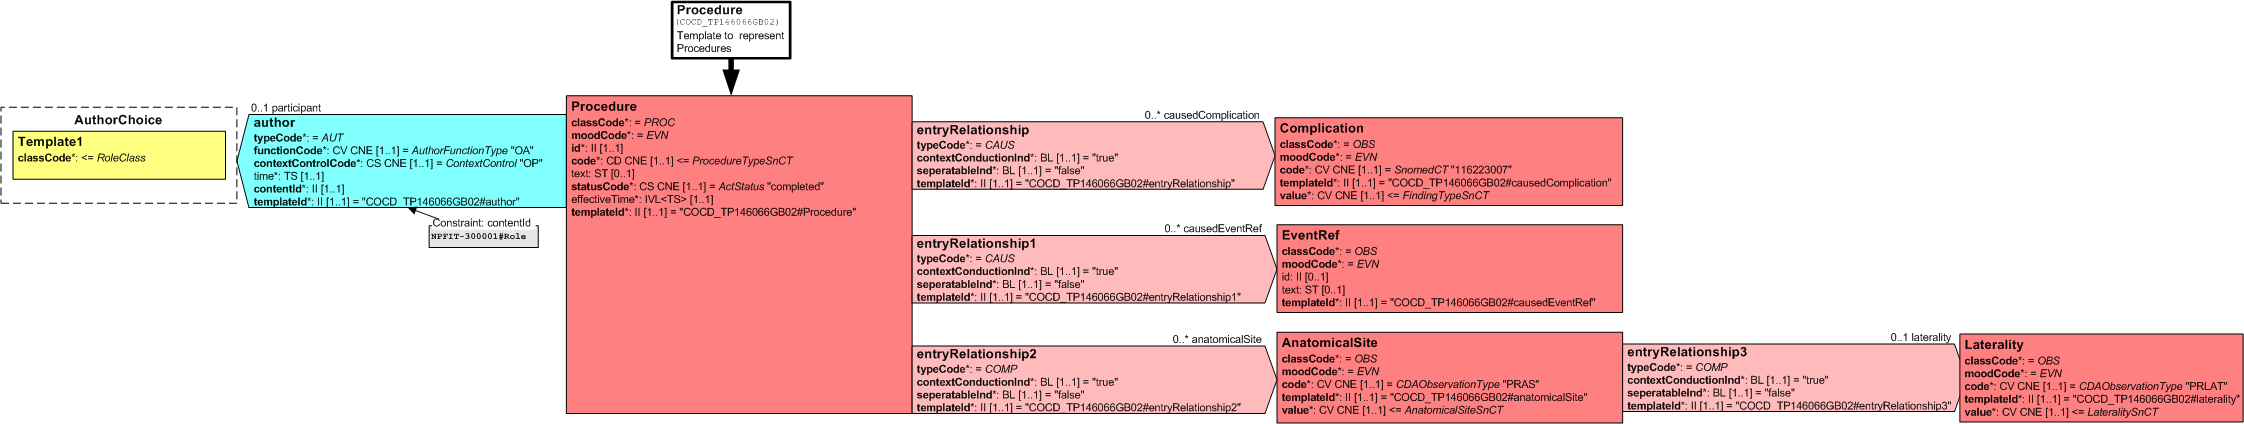 Procedure
(COCD_TP146066GB02)
Template to represent
Procedures
AuthorChoice
Template1
classCode*: <= RoleClass
0..1 participant
author
typeCode*: = AUT
functionCode*: CV CNE [1..1] = AuthorFunctionType "OA"
contextControlCode*: CS CNE [1..1] = ContextControl "OP"
time*: TS [1..1]
contentId*: II [1..1]
templateId*: II [1..1] = "COCD_TP146066GB02#author"
Constraint: contentId
NPFIT-300001#Role
Procedure
classCode*: = PROC
moodCode*: = EVN
id*: II [1..1]
code*: CD CNE [1..1] <= ProcedureTypeSnCT
text: ST [0..1]
statusCode*: CS CNE [1..1] = ActStatus "completed"
effectiveTime*: IVL<TS> [1..1]
templateId*: II [1..1] = "COCD_TP146066GB02#Procedure"
0..* causedComplication
entryRelationship
typeCode*: = CAUS
contextConductionInd*: BL [1..1] = "true"
seperatableInd*: BL [1..1] = "false"
templateId*: II [1..1] = "COCD_TP146066GB02#entryRelationship"
Complication
classCode*: = OBS
moodCode*: = EVN
code*: CV CNE [1..1] = SnomedCT "116223007"
templateId*: II [1..1] = "COCD_TP146066GB02#causedComplication"
value*: CV CNE [1..1] <= FindingTypeSnCT
0..* causedEventRef
entryRelationship1
typeCode*: = CAUS
contextConductionInd*: BL [1..1] = "true"
seperatableInd*: BL [1..1] = "false"
templateId*: II [1..1] = "COCD_TP146066GB02#entryRelationship1"
EventRef
classCode*: = OBS
moodCode*: = EVN
id: II [0..1]
text: ST [0..1]
templateId*: II [1..1] = "COCD_TP146066GB02#causedEventRef"
0..* anatomicalSite
entryRelationship2
typeCode*: = COMP
contextConductionInd*: BL [1..1] = "true"
seperatableInd*: BL [1..1] = "false"
templateId*: II [1..1] = "COCD_TP146066GB02#entryRelationship2"
AnatomicalSite
classCode*: = OBS
moodCode*: = EVN
code*: CV CNE [1..1] = CDAObservationType "PRAS"
templateId*: II [1..1] = "COCD_TP146066GB02#anatomicalSite"
value*: CV CNE [1..1] <= AnatomicalSiteSnCT
0..1 laterality
entryRelationship3
typeCode*: = COMP
contextConductionInd*: BL [1..1] = "true"
seperatableInd*: BL [1..1] = "false"
templateId*: II [1..1] = "COCD_TP146066GB02#entryRelationship3"
Laterality
classCode*: = OBS
moodCode*: = EVN
code*: CV CNE [1..1] = CDAObservationType "PRLAT"
templateId*: II [1..1] = "COCD_TP146066GB02#laterality"
value*: CV CNE [1..1] <= LateralitySnCT